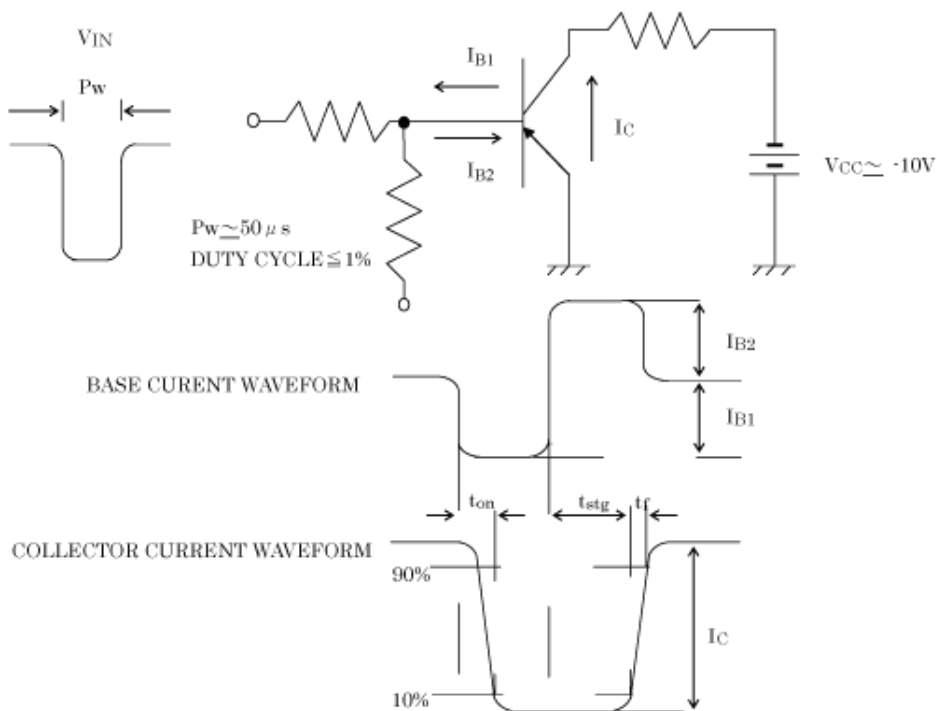 VIN
Pw
IB1
IB2
IC
VCC≃ -10V
Pw≃50μs
DUTY CYCLE≦1%
BASE CURENT WAVEFORM
IB2
IB1
ton
tstg
tf
COLLECTOR CURRENT WAVEFORM
90%
IC
10%